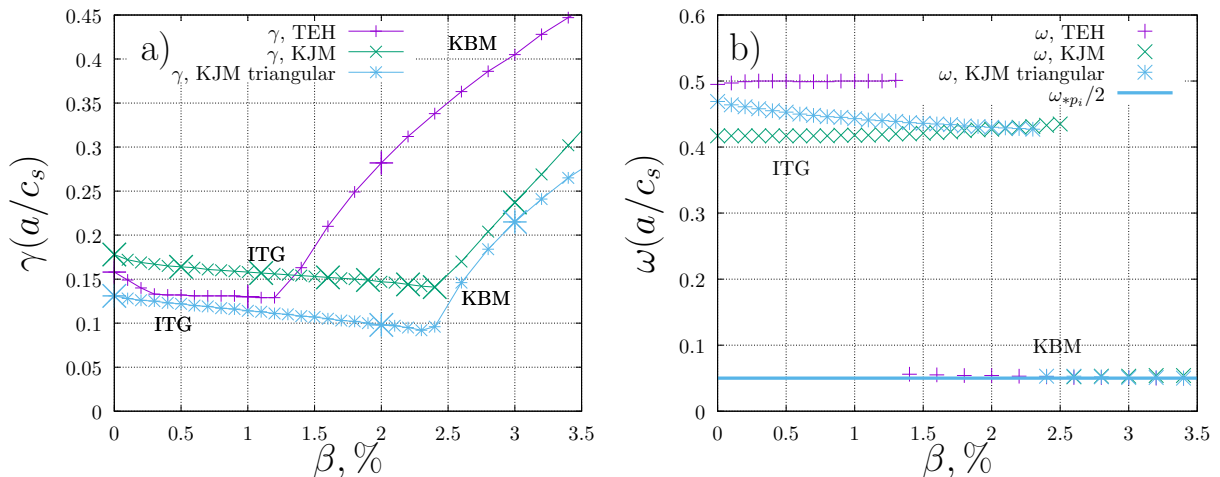 a)
γ, TEH
γ, KJM
γ, KJM triangular
KBM
ITG
ITG
KBM
γ(a/c_s)
0.45
0.4
0.35
0.3
0.25
0.2
0.15
0.1
0.05
0
0 0.5 1 1.5 2 2.5 3 3.5
β, %
b)
ω, TEH
ω, KJM
ω, KJM triangular
ω_{*p_i}/2
ITG
KBM
ω(a/c_s)
0.6
0.5
0.4
0.3
0.2
0.1
0
0 0.5 1 1.5 2 2.5 3 3.5
β, %